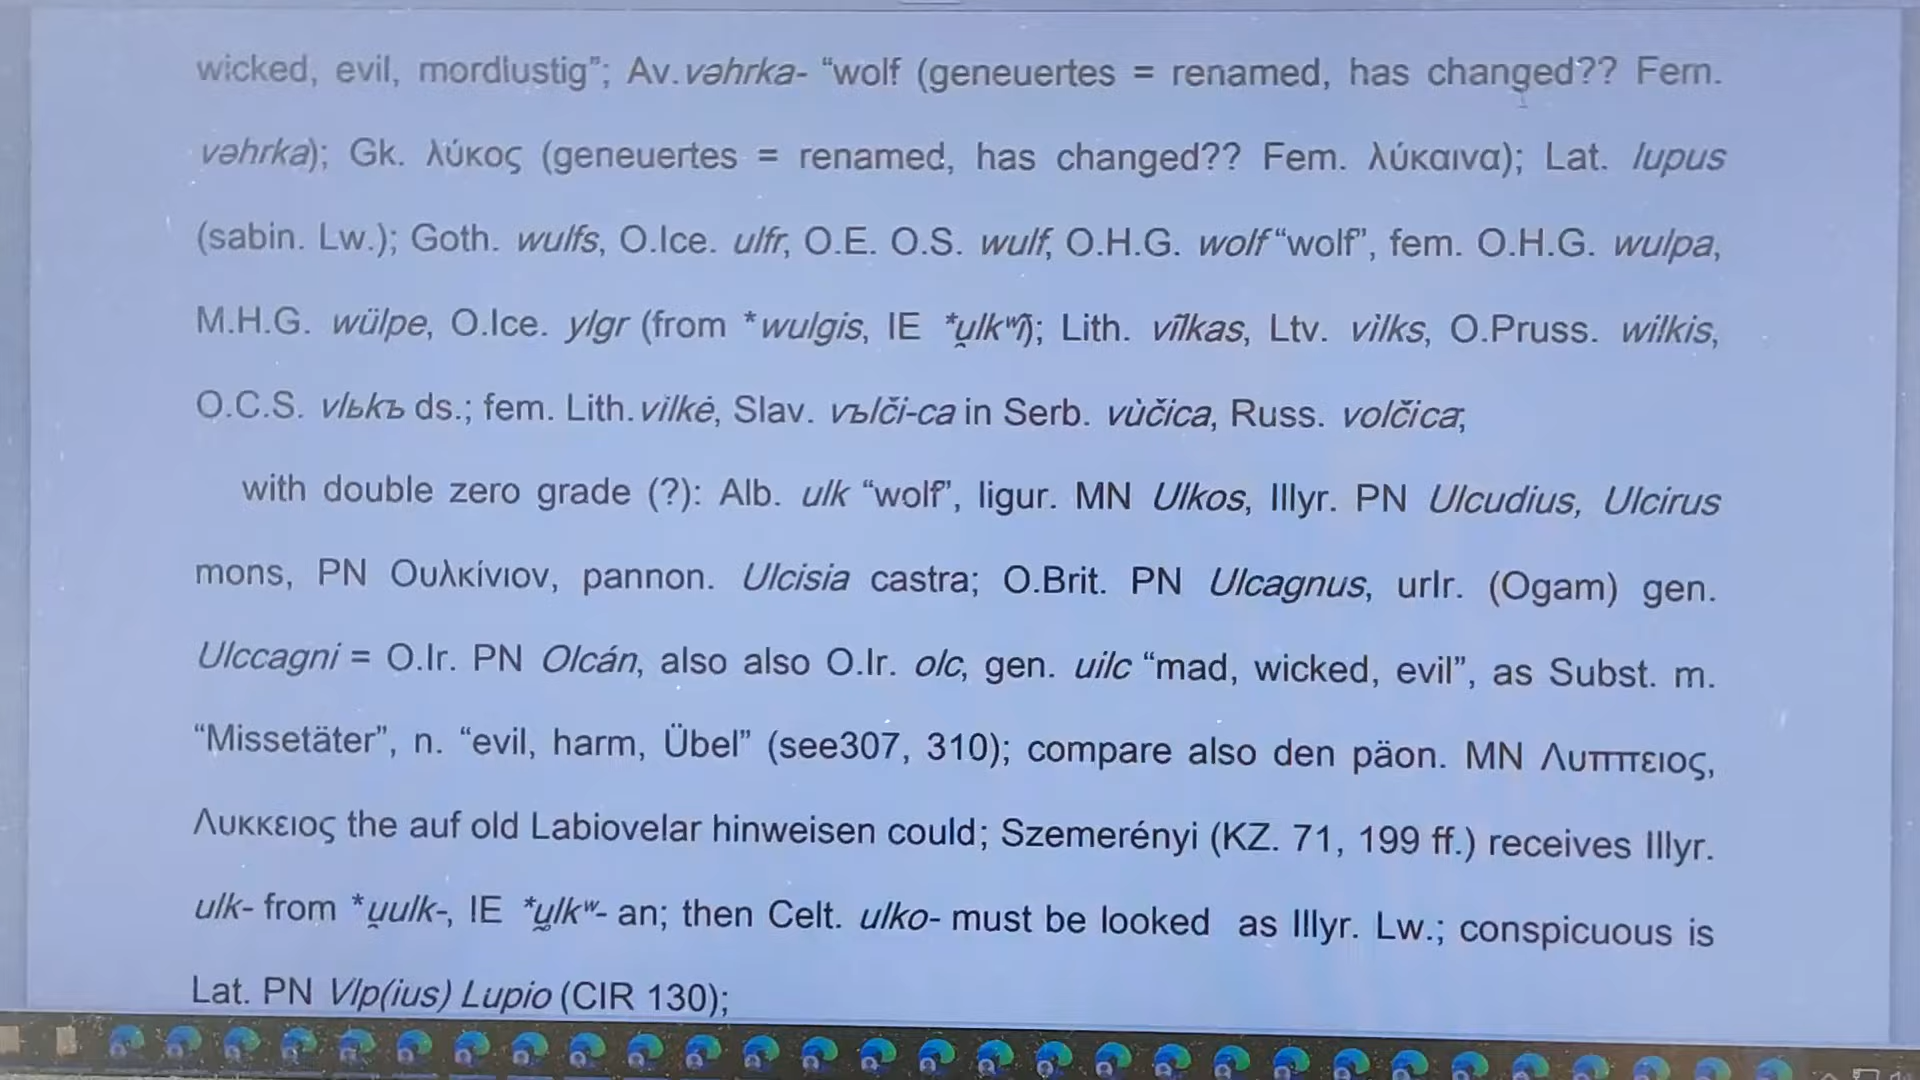 wicked, evil, mordlustig”; Av. vəhrka- “wolf (geneuertes = renamed, has changed?? Fem.
vəhrka); Gk. λύκος (geneuertes = renamed, has changed?? Fem. λύκαινα); Lat. lupus
(sabin. Lw.); Goth. wulfs, O.Ice. ulfr, O.E. O.S. wulf, O.H.G. wolf “wolf”, fem. O.H.G. wulpa,
M.H.G. wülpe, O.Ice. ylgr (from *wulgis, IE *u̯l̥kʷī́); Lith. vil̃kas, Ltv. vìlks, O.Pruss. wilkis,
O.C.S. vlьkъ ds.; fem. Lith. vìlkė, Slav. vъlči-ca in Serb. vùčica, Russ. volčica;
with double zero grade (?): Alb. ulk “wolf”, ligur. MN Ulkos, Illyr. PN Ulcudius, Ulcirus
mons, PN Ουλκίνιον, pannon. Ulcisia castra; O.Brit. PN Ulcagnus, urlr. (Ogam) gen.
Ulccagni = O.Ir. PN Olcán, also also O.Ir. olc, gen. uilc “mad, wicked, evil”, as Subst. m.
“Missetäter”, n. “evil, harm, Übel” (see307, 310); compare also den päon. MN Λυππειος,
Λυκκειος the auf old Labiovelar hinweisen could; Szemerényi (KZ. 71, 199 ff.) receives Illyr.
ulk- from *u̯ulk-, IE *u̯l̥kʷ- an; then Celt. ulko- must be looked as Illyr. Lw.; conspicuous is
Lat. PN Vlp(ius) Lupio (CIR 130);